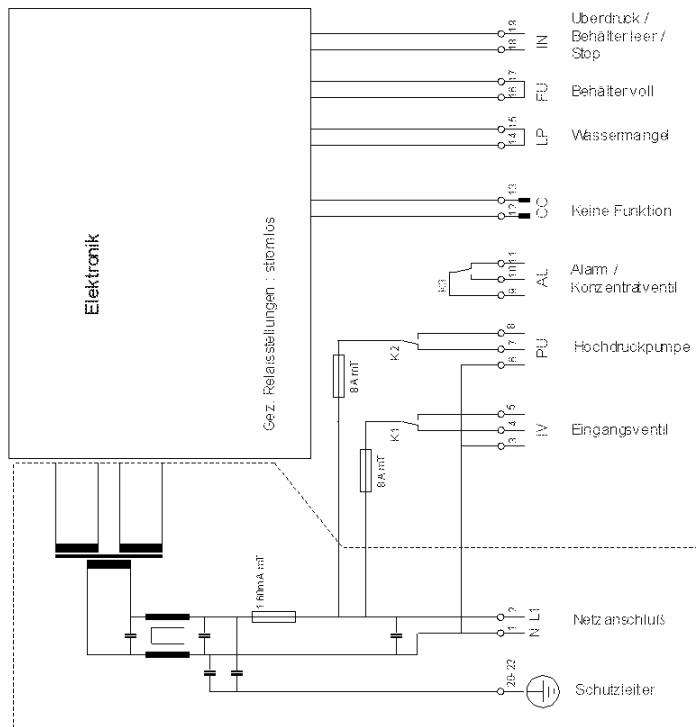 Elektronik
Gez. Relaisstellungen : stromlos
19
18
IN
Überdruck /
Behälter leer /
Stop
17
16
FU
Behälter voll
15
14
LP
Wassermangel
13
12
CC
Keine Funktion
11
10
9
AL
K3
Alarm /
Konzentratventil
8
7
6
PU
K2
8A mT
Hochdruckpumpe
5
4
3
IV
K1
8A mT
Eingangsventil
160mA mT
2
L1
1
N
Netzanschluß
20-22
Schutzleiter